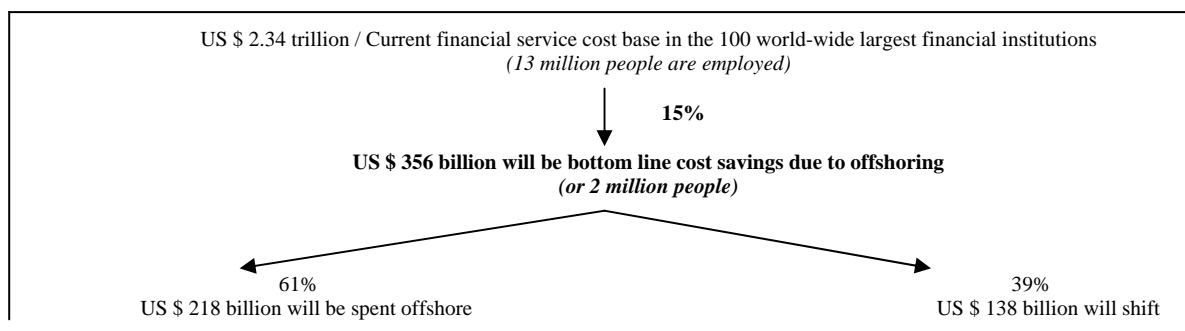 US $ 2.34 trillion / Current financial service cost base in the 100 world-wide largest financial institutions
(13 million people are employed)
15%
US $ 356 billion will be bottom line cost savings due to offshoring
(or 2 million people)
61%
US $ 218 billion will be spent offshore
39%
US $ 138 billion will shift